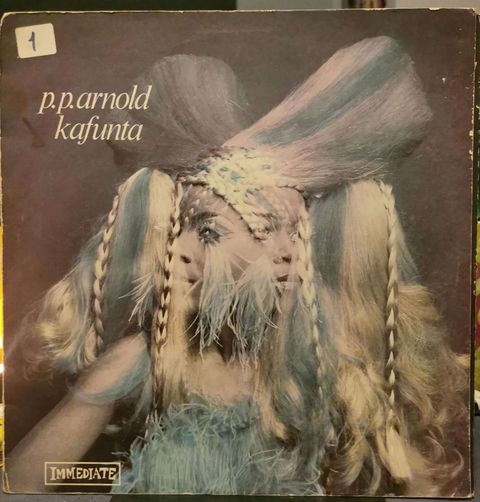 1
p.p. arnold
kafunta
IMMEDIATE